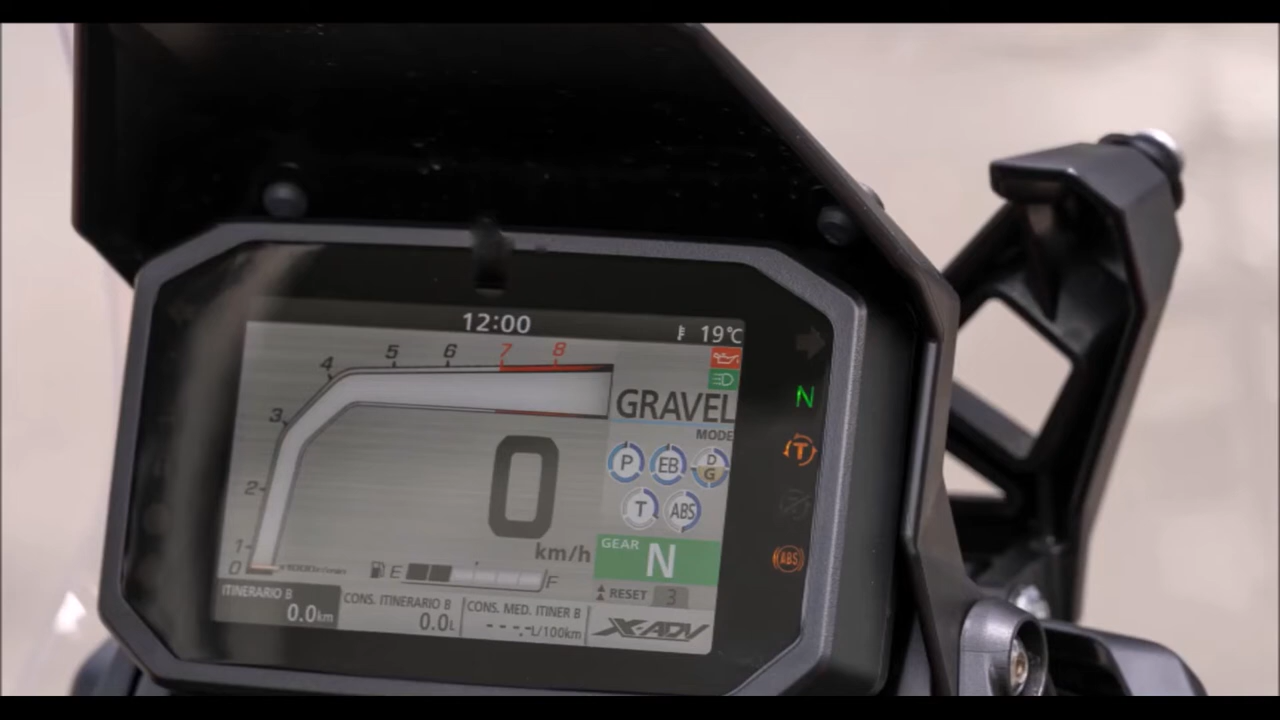 12:00
19°C
4 5 6 7 8
3
2
1
0
GRAVEL
MODE
P EB D G
T ABS
0
km/h
GEAR N
E F
RESET 3
ITINERARIO B
0.0km
CONS. ITINERARIO B
0.0L
CONS. MED. ITINER B
--.-L/100km
X-ADV
N
T
ABS